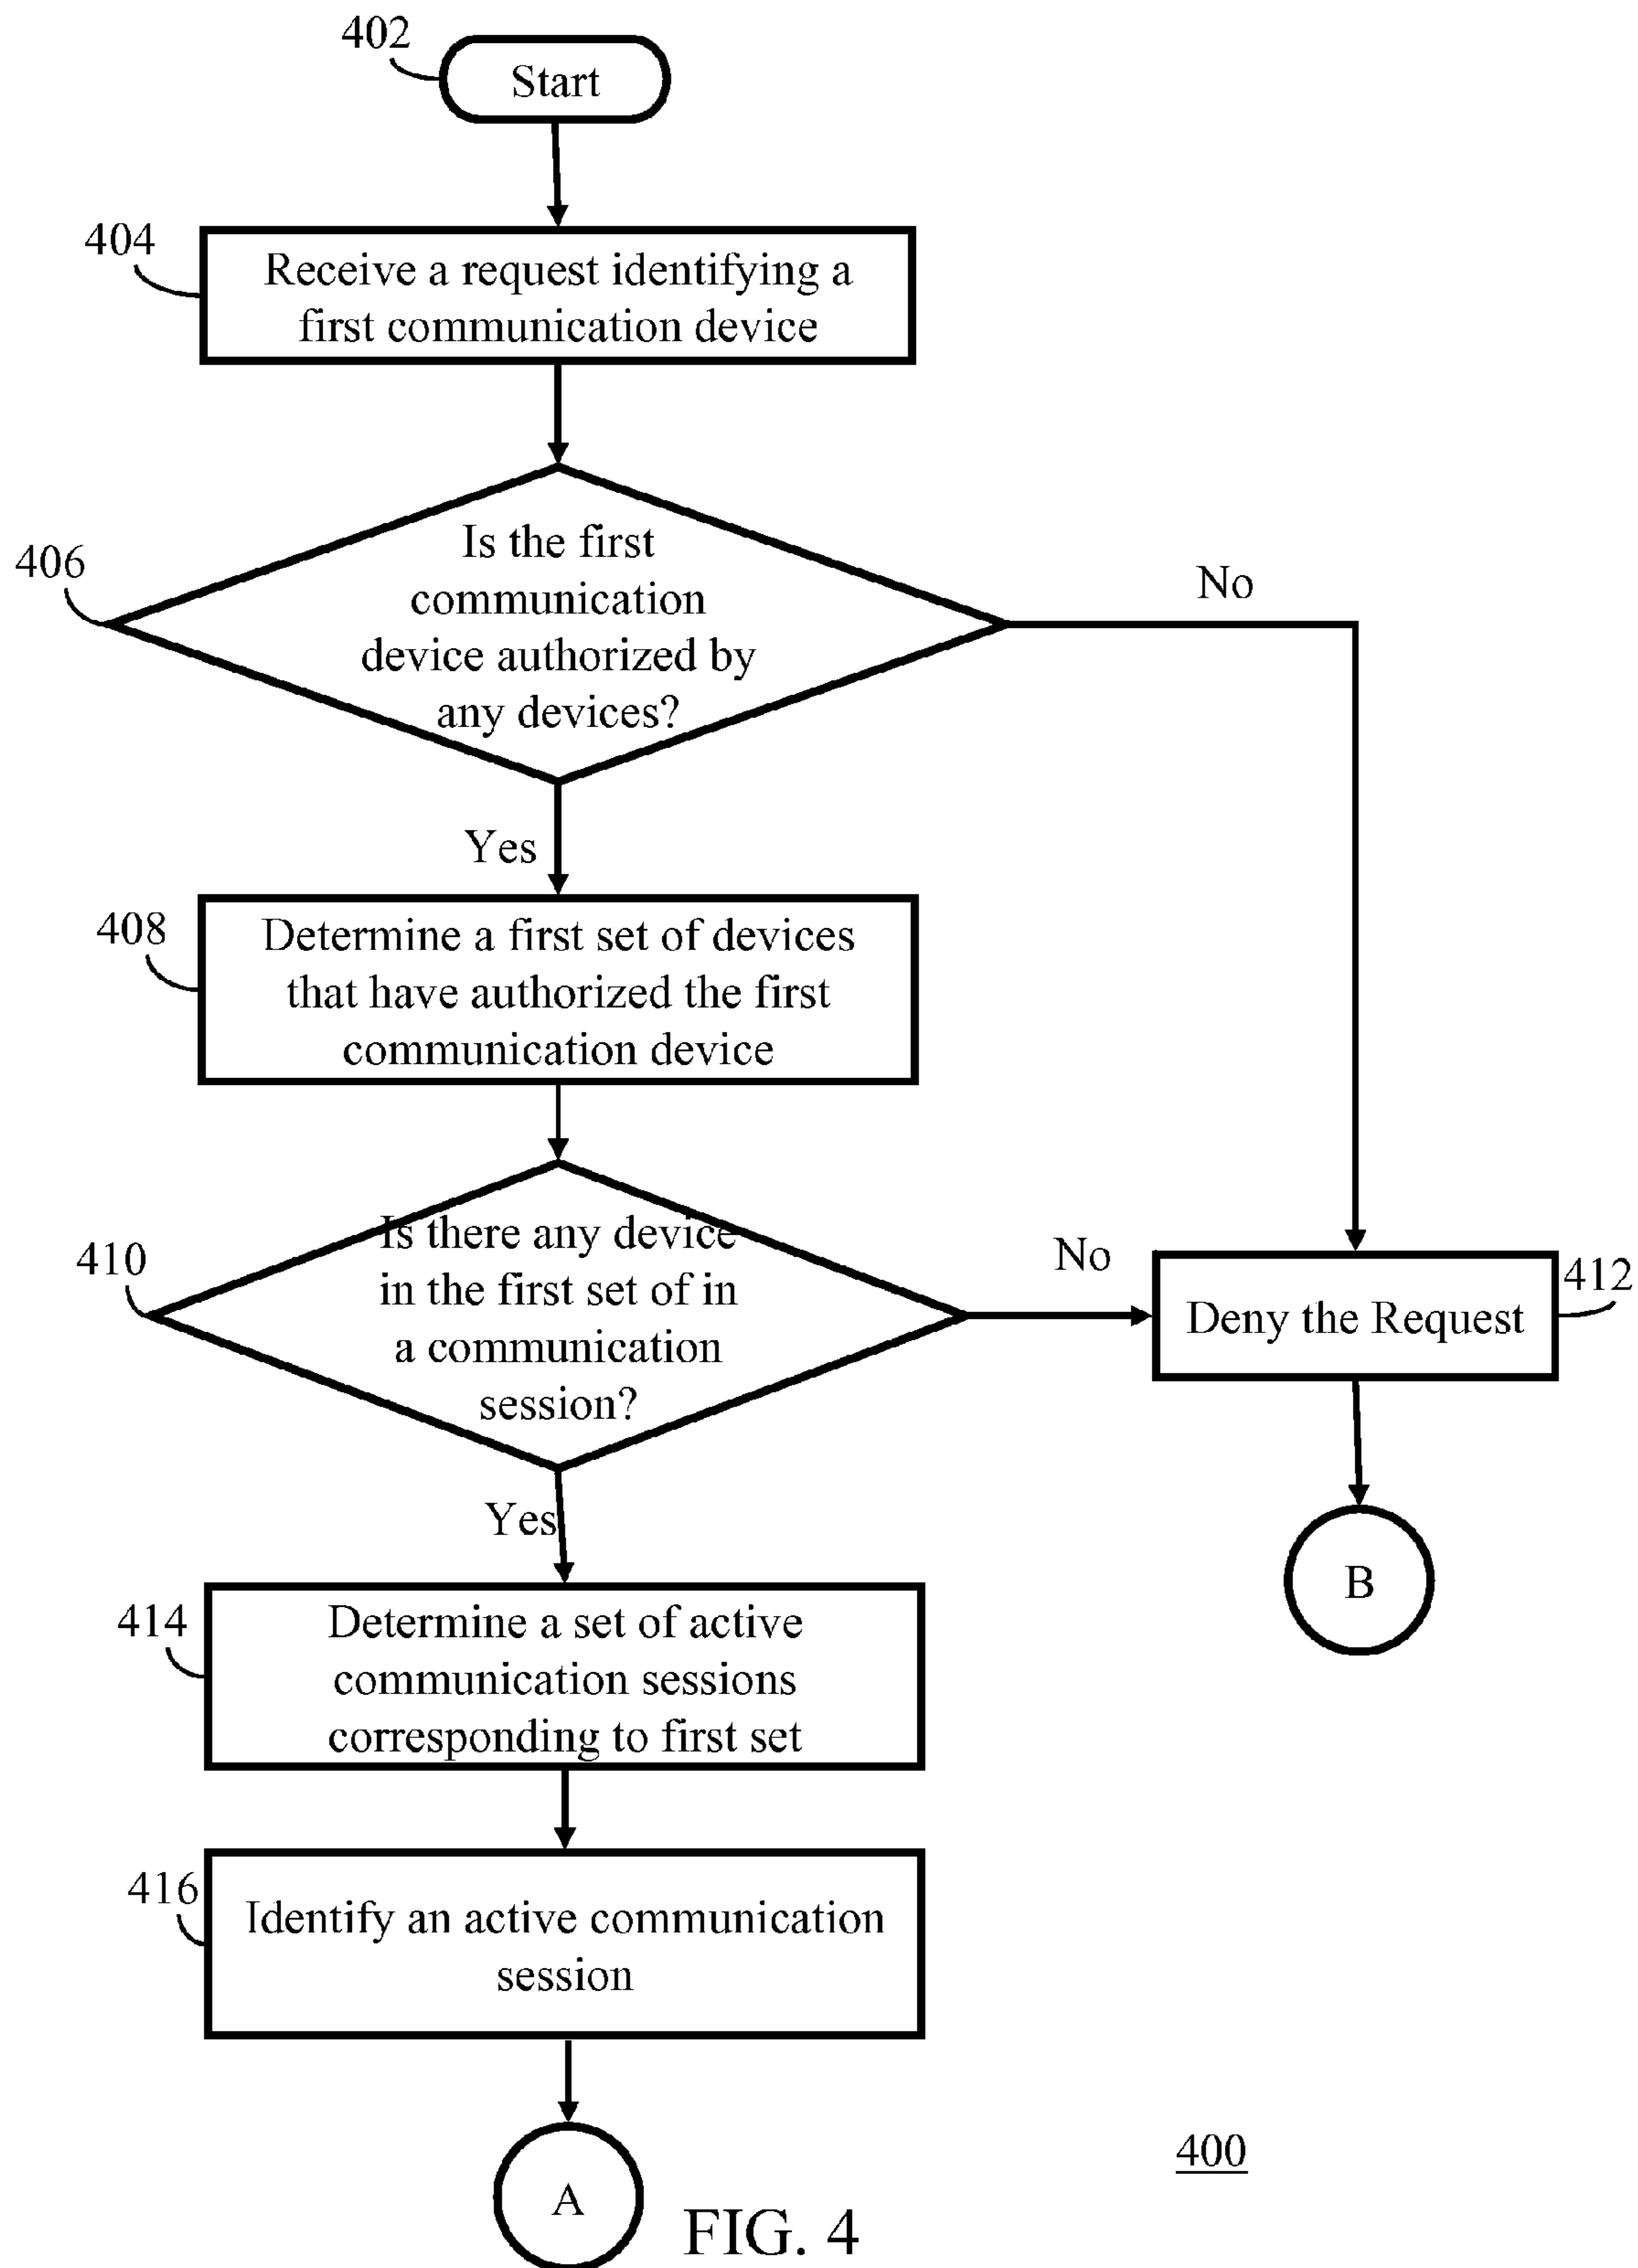 402
Start
404
Receive a request identifying a
first communication device
406
Is the first
communication
device authorized by
any devices?
No
Yes
408
Determine a first set of devices
that have authorized the first
communication device
410
Is there any device
in the first set of in
a communication
session?
No
412
Deny the Request
Yes
B
414
Determine a set of active
communication sessions
corresponding to first set
416
Identify an active communication
session
400
A
FIG. 4